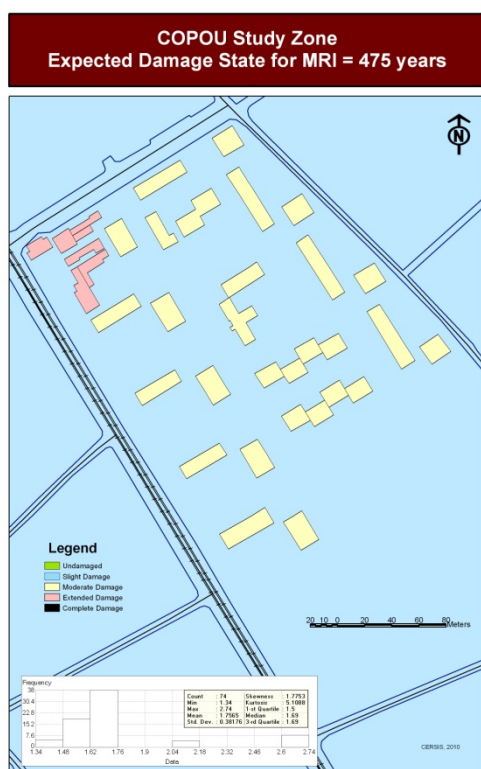 COPOU Study Zone
Expected Damage State for MRI = 475 years
N
Legend
Undamaged
Slight Damage
Moderate Damage
Extended Damage
Complete Damage
20 10 0 20 40 60 80
Meters
Frequency
38
30.4
22.8
15.2
7.6
0
1.34 1.48 1.62 1.76 1.9 2.04 2.18 2.32 2.46 2.6 2.74
Data
Count : 74 Skewness : 1.7753
Min : 1.34 Kurtosis : 5.1088
Max : 2.74 1-st Quartile : 1.5
Mean : 1.7565 Median : 1.69
Std. Dev. : 0.38176 3-rd Quartile : 1.69
CERSIS, 2010